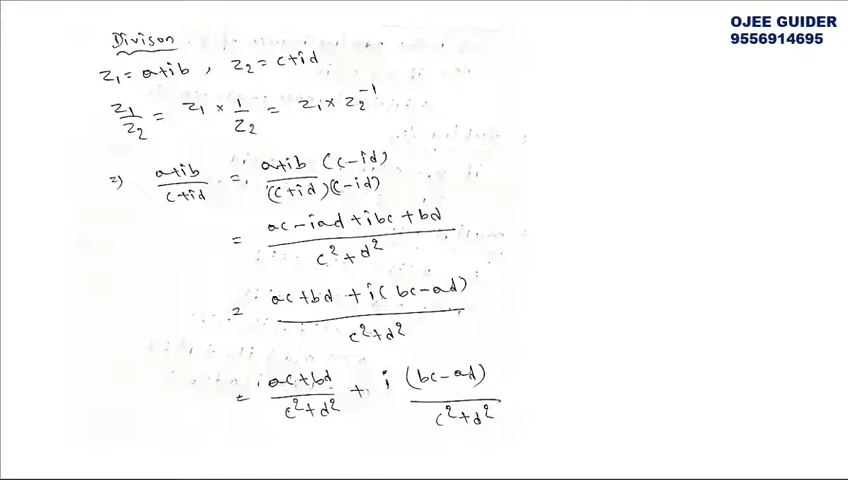 OJEE GUIDER
9556914695
Divison
z₁ = a+ib , z₂ = c+id
z₁/z₂ = z₁ × 1/z₂ = z₁ × z₂⁻¹
⇒ a+ib/c+id = a+ib (c-id)/(c+id)(c-id)
= ac-iad+ibc+bd/c²+d²
= ac+bd+i(bc-ad)/c²+d²
= ac+bd/c²+d² + i (bc-ad)/c²+d²